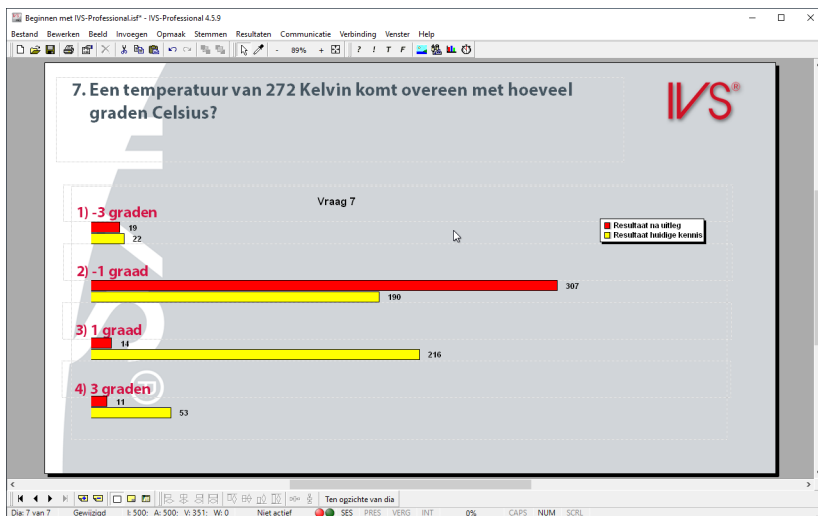 Beginnen met IVS-Professional.isf* - IVS-Professional 4.5.9
Bestand Bewerken Beeld Invoegen Opmaak Stemmen Resultaten Communicatie Verbinding Venster Help
- 89% + ? ! T F
7. Een temperatuur van 272 Kelvin komt overeen met hoeveel
graden Celsius?
IVS®
Vraag 7
1) -3 graden
19
22
Resultaat na uitleg
Resultaat huidige kennis
2) -1 graad
307
190
3) 1 graad
14
216
4) 3 graden
11
53
Ten opzichte van dia
Dia: 7 van 7 Gewijzigd I: 500; A: 500; V: 351; W: 0 Niet actief SES PRES VERG INT 0% CAPS NUM SCRL